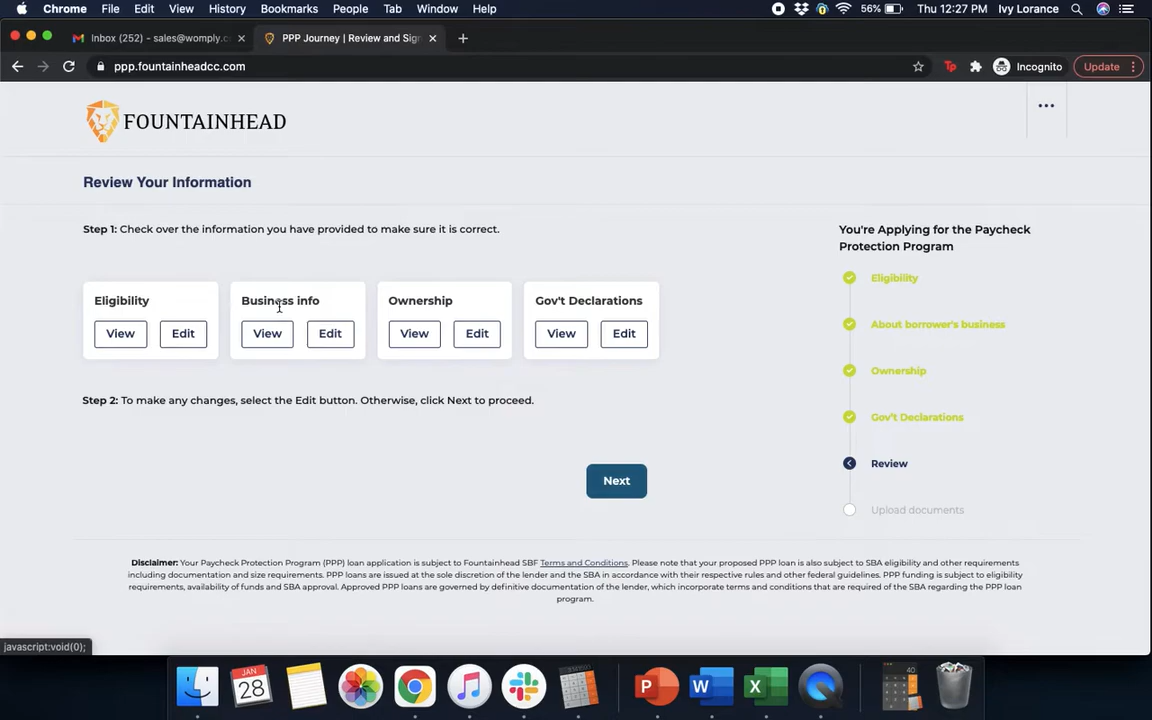 Chrome File Edit View History Bookmarks People Tab Window Help 56% Thu 12:27 PM Ivy Lorance
Inbox (252) - sales@womply.c PPP Journey | Review and Sig
ppp.fountainheadcc.com Incognito Update
FOUNTAINHEAD
Review Your Information
Step 1: Check over the information you have provided to make sure it is correct.
Eligibility Business info Ownership Gov't Declarations
View Edit View Edit View Edit View Edit
Step 2: To make any changes, select the Edit button. Otherwise, click Next to proceed.
Next
You're Applying for the Paycheck
Protection Program
Eligibility
About borrower's business
Ownership
Gov't Declarations
Review
Upload documents
Disclaimer: Your Paycheck Protection Program (PPP) loan application is subject to Fountainhead SBF Terms and Conditions. Please note that your proposed PPP loan is also subject to SBA eligibility and other requirements
including documentation and size requirements. PPP loans are issued at the sole discretion of the lender and the SBA in accordance with their respective rules and other federal guidelines. PPP funding is subject to eligibility
requirements, availability of funds and SBA approval. Approved PPP loans are governed by definitive documentation of the lender, which incorporate terms and conditions that are required of the SBA regarding the PPP loan
program.
javascript:void(0);
JAN
28
P W X
40